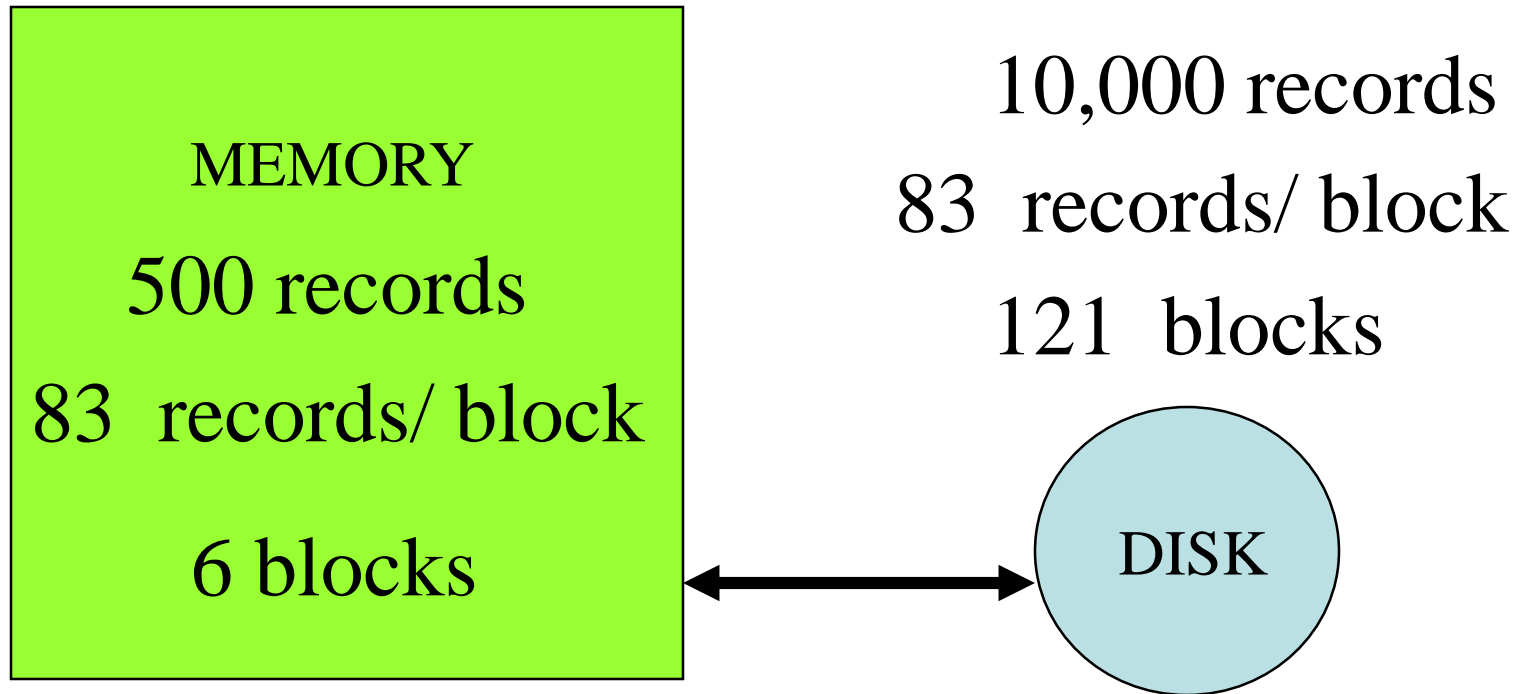 MEMORY
500 records
83 records/ block
6 blocks
10,000 records
83 records/ block
121 blocks
DISK